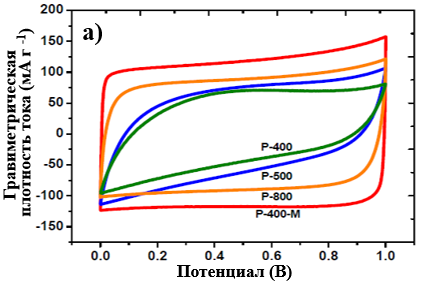 а)
Гравиметрическая
плотность тока (мА г -1)
200
150
100
50
0
-50
-100
-150
P-400
P-500
P-800
P-400-M
0.0
0.2
0.4
0.6
0.8
1.0
Потенциал (В)